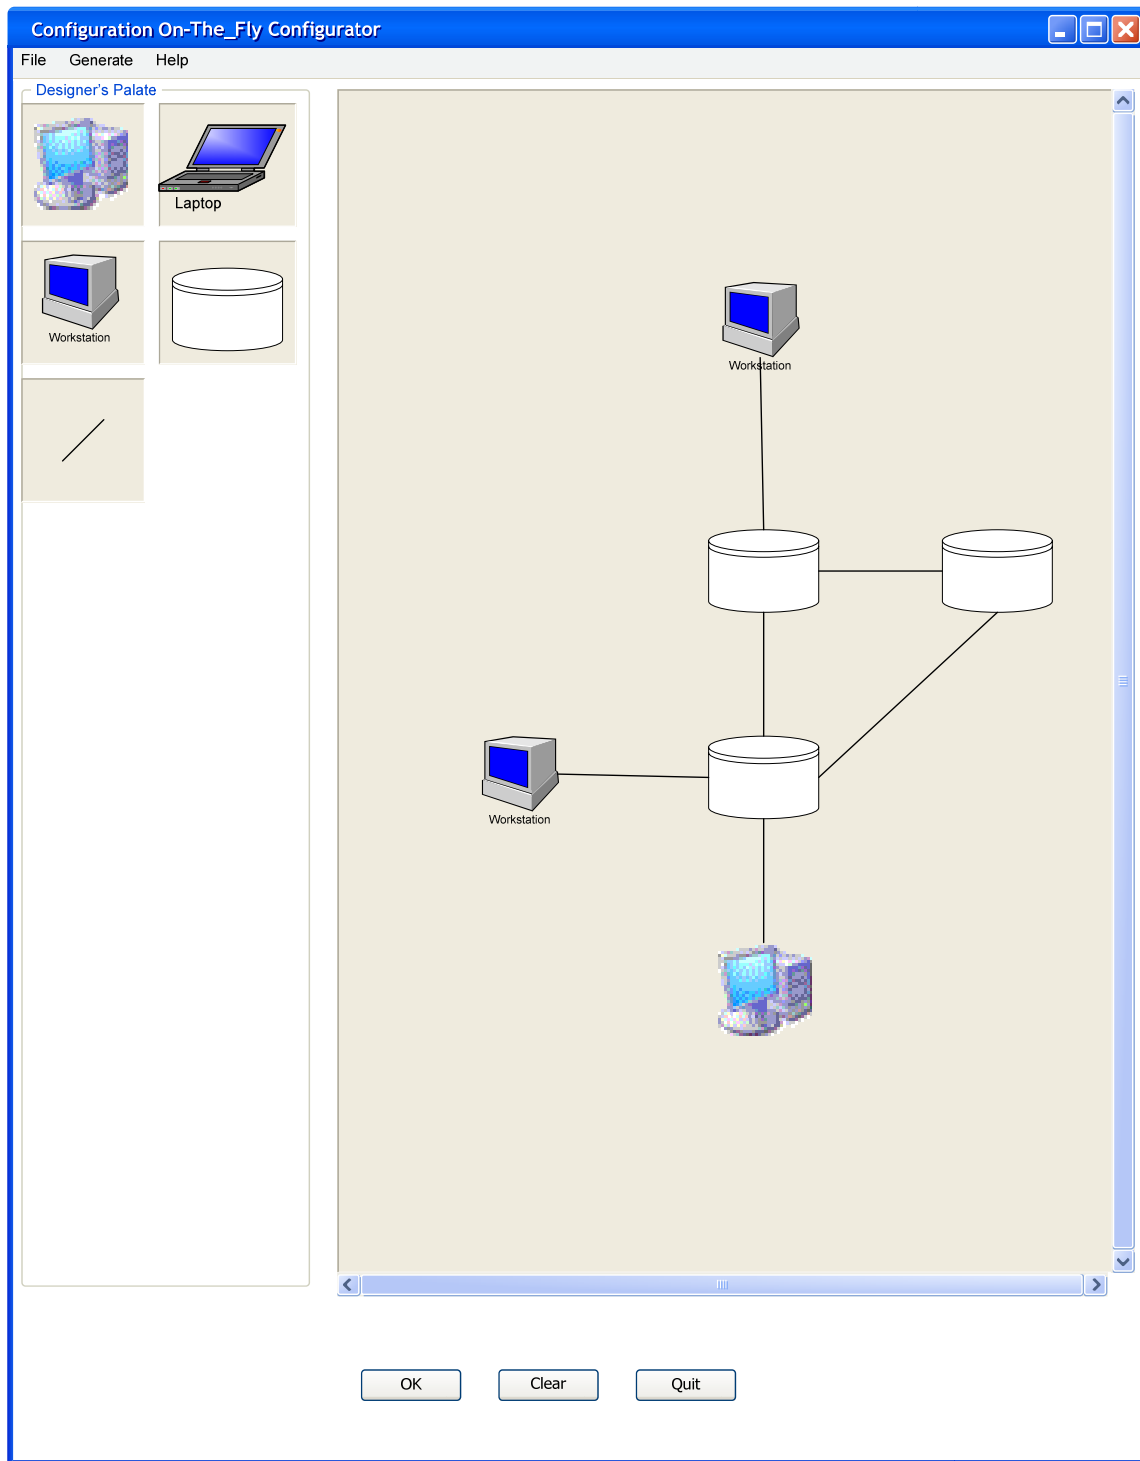 Configuration On-The_Fly Configurator
File Generate Help
Designer's Palate
Laptop
Workstation
Workstation
Workstation
OK Clear Quit